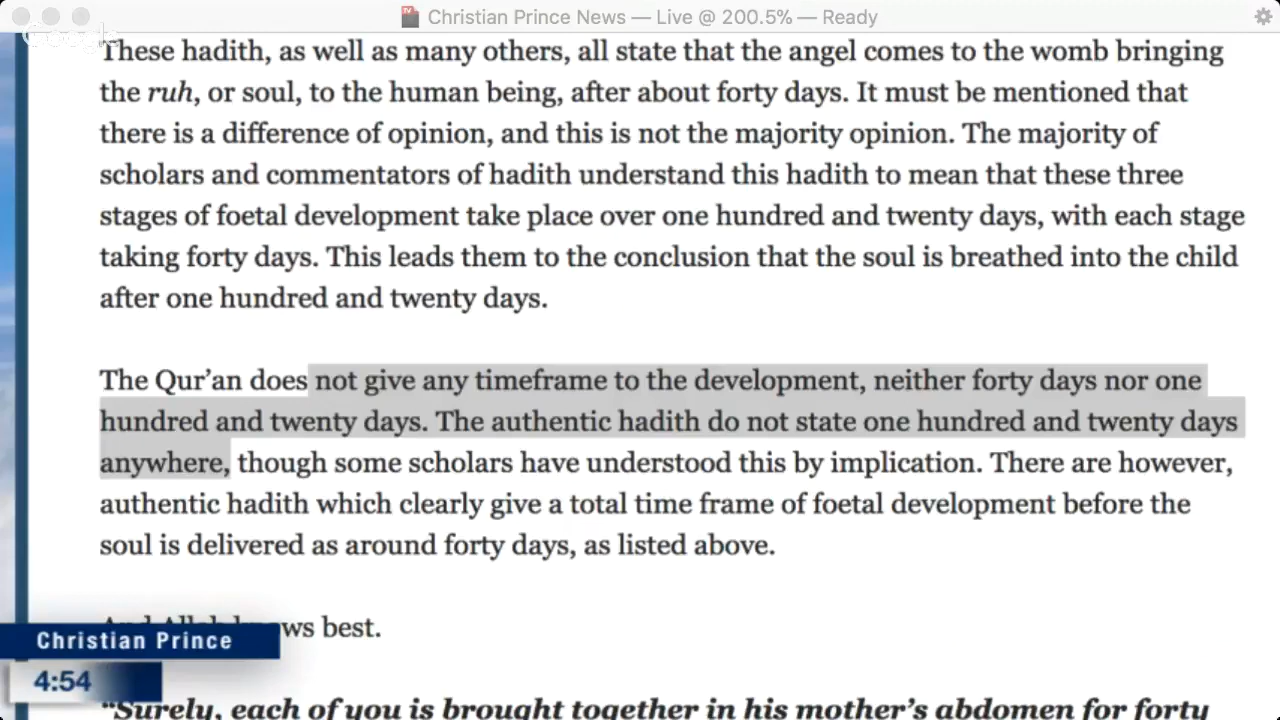 Christian Prince News — Live @ 200.5% — Ready
Google
These hadith, as well as many others, all state that the angel comes to the womb bringing
the ruh, or soul, to the human being, after about forty days. It must be mentioned that
there is a difference of opinion, and this is not the majority opinion. The majority of
scholars and commentators of hadith understand this hadith to mean that these three
stages of foetal development take place over one hundred and twenty days, with each stage
taking forty days. This leads them to the conclusion that the soul is breathed into the child
after one hundred and twenty days.
The Qur’an does not give any timeframe to the development, neither forty days nor one
hundred and twenty days. The authentic hadith do not state one hundred and twenty days
anywhere, though some scholars have understood this by implication. There are however,
authentic hadith which clearly give a total time frame of foetal development before the
soul is delivered as around forty days, as listed above.
And Allah knows best.
Christian Prince
4:54
“Surely, each of you is brought together in his mother’s abdomen for forty